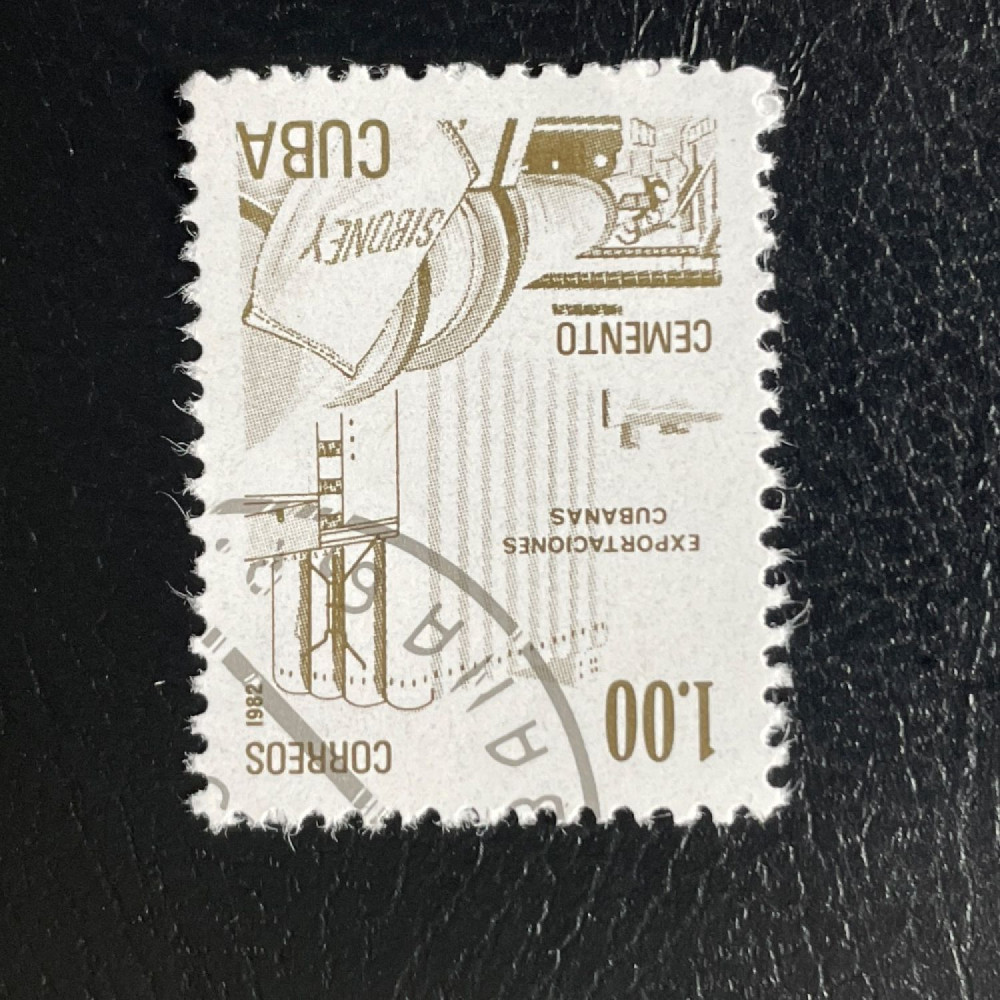 1.00
CORREOS
1982
EXPORTACIONES
CUBANAS
CEMENTO
SIBONEY
CUBA